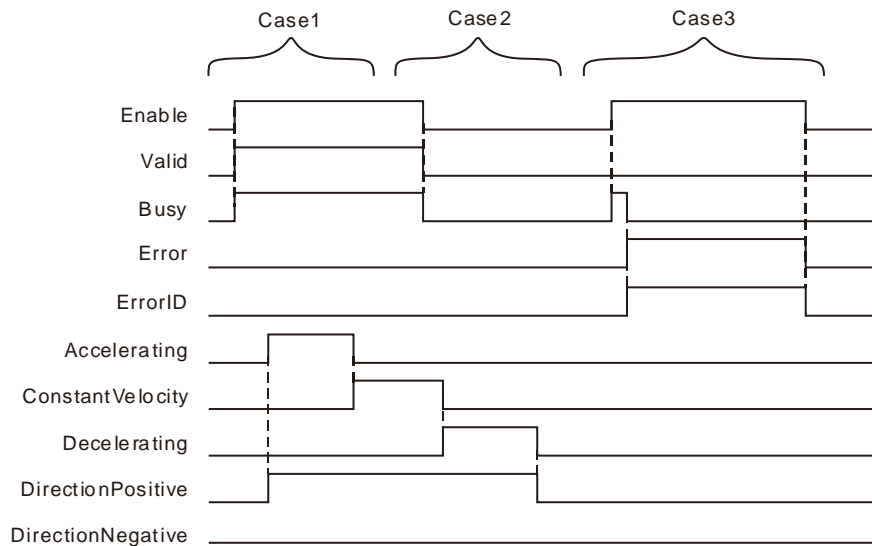 Case1 Case2 Case3
Enable
Valid
Busy
Error
ErrorID
Accelerating
ConstantVelocity
Decelerating
DirectionPositive
DirectionNegative